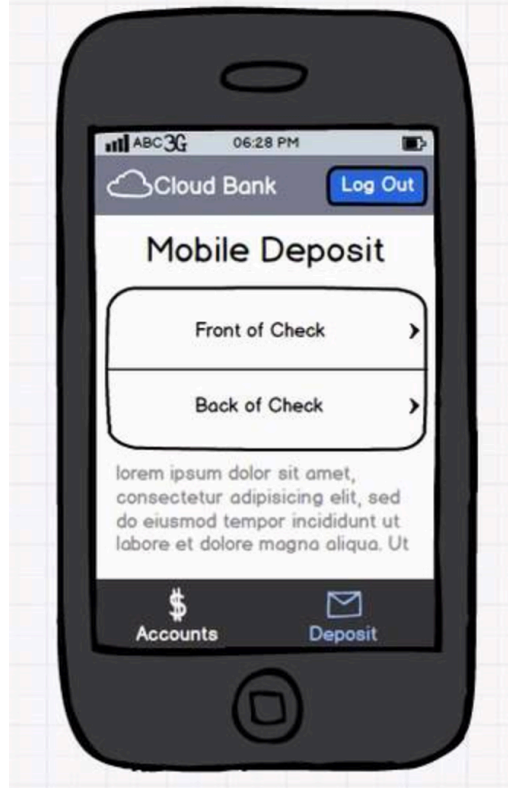 ABC 3G 06:28 PM
Cloud Bank Log Out
Mobile Deposit
Front of Check
Back of Check
lorem ipsum dolor sit amet,
consectetur adipisicing elit, sed
do eiusmod tempor incididunt ut
labore et dolore magna aliqua. Ut
$
Accounts Deposit